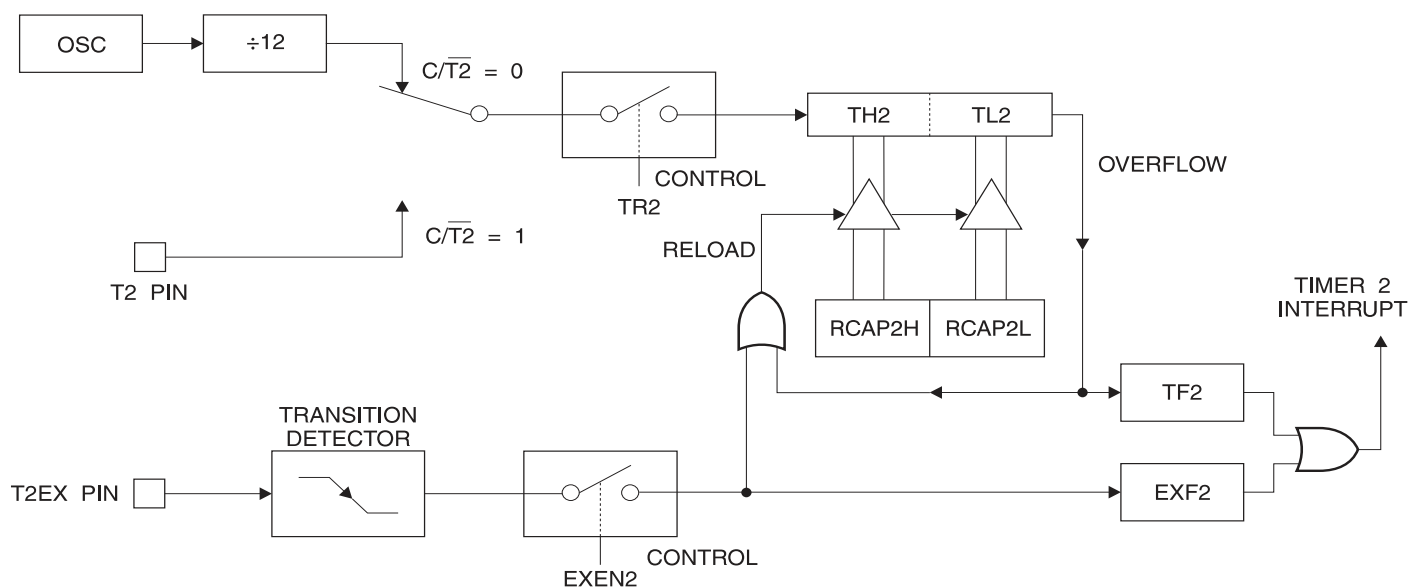 OSC
÷12
C/T2̅ = 0
TH2
TL2
OVERFLOW
CONTROL
TR2
C/T2̅ = 1
RELOAD
T2 PIN
RCAP2H
RCAP2L
TIMER 2
INTERRUPT
TF2
TRANSITION
DETECTOR
T2EX PIN
EXF2
CONTROL
EXEN2